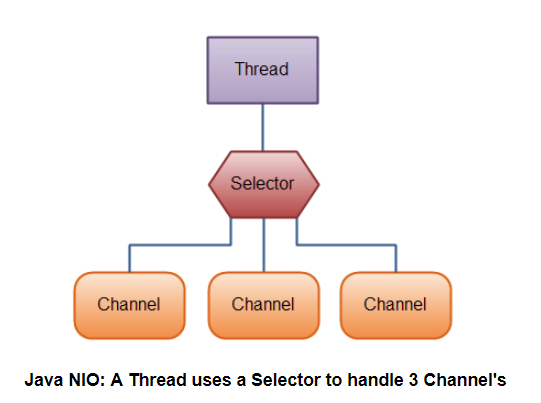 Thread
Selector
Channel Channel Channel
Java NIO: A Thread uses a Selector to handle 3 Channel's